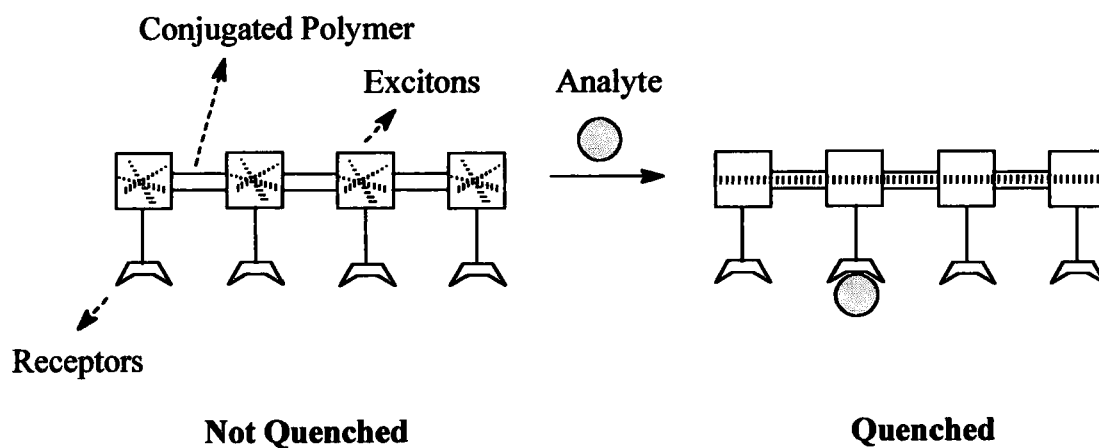 Conjugated Polymer
Excitons
Analyte
Receptors
Not Quenched
Quenched